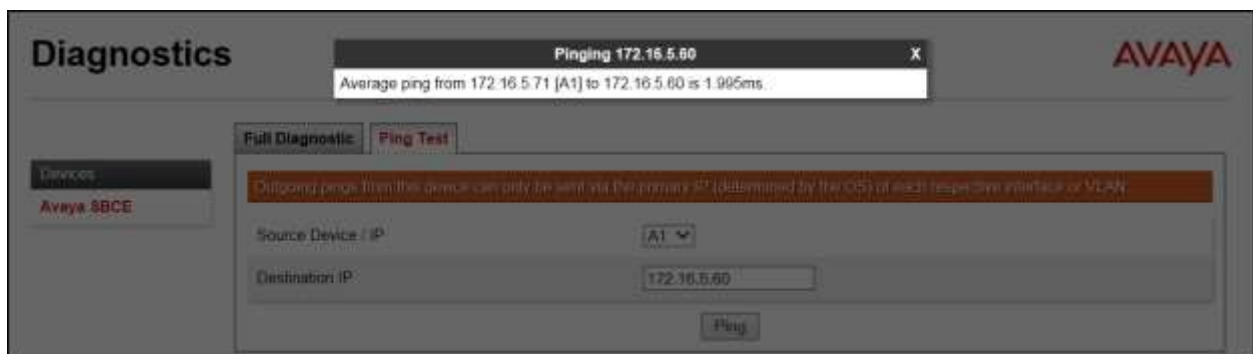 Diagnostics
Pinging 172.16.5.60 X
AVAYA
Average ping from 172.16.5.71 [A1] to 172.16.5.60 is 1.995ms.
Full Diagnostic Ping Test
Devices
Avaya SBCE
Outgoing pings from this device can only be sent via the primary IP (determined by the OS) of each respective interface or VLAN.
Source Device / IP A1
Destination IP 172.16.5.60
Ping